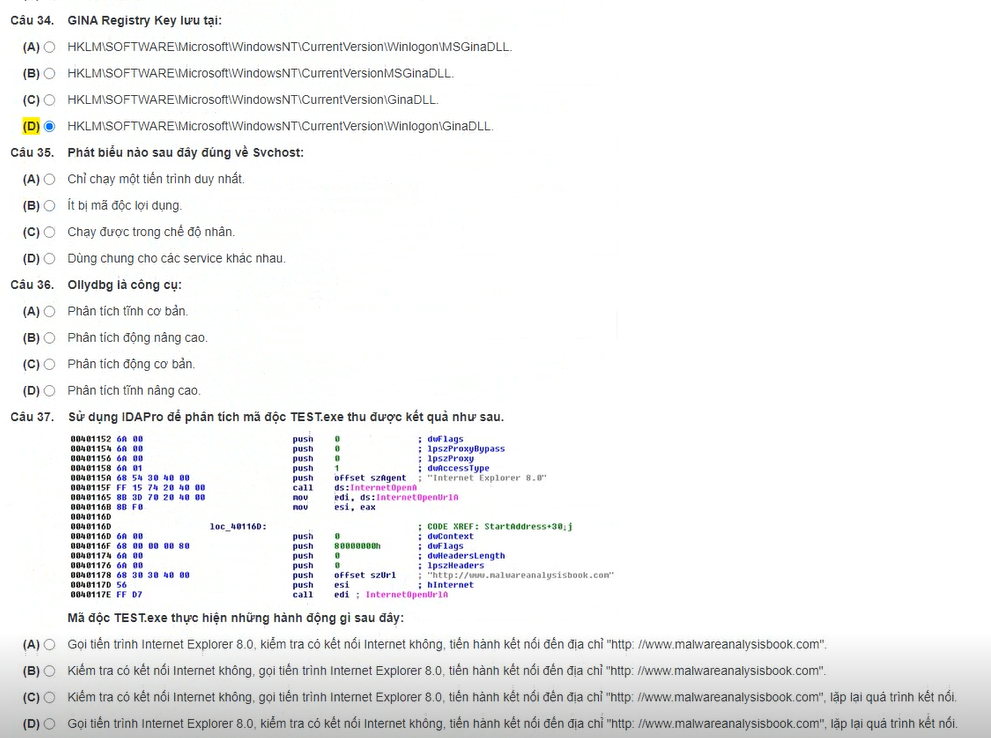 Câu 34. GINA Registry Key lưu tại:
(A) HKLM\SOFTWARE\Microsoft\WindowsNT\CurrentVersion\Winlogon\MSGinaDLL.
(B) HKLM\SOFTWARE\Microsoft\WindowsNT\CurrentVersionMSGinaDLL.
(C) HKLM\SOFTWARE\Microsoft\WindowsNT\CurrentVersion\GinaDLL.
(D) HKLM\SOFTWARE\Microsoft\WindowsNT\CurrentVersion\Winlogon\GinaDLL.
Câu 35. Phát biểu nào sau đây đúng về Svchost:
(A) Chỉ chạy một tiến trình duy nhất.
(B) Ít bị mã độc lợi dụng.
(C) Chạy được trong chế độ nhân.
(D) Dùng chung cho các service khác nhau.
Câu 36. Ollydbg là công cụ:
(A) Phân tích tĩnh cơ bản.
(B) Phân tích động nâng cao.
(C) Phân tích động cơ bản.
(D) Phân tích tĩnh nâng cao.
Câu 37. Sử dụng IDAPro để phân tích mã độc TEST.exe thu được kết quả như sau.
00401152 6A 00 push 0 ; dwFlags
00401154 6A 00 push 0 ; lpszProxyBypass
00401156 6A 00 push 0 ; lpszProxy
00401158 6A 01 push 1 ; dwAccessType
0040115A 68 54 30 40 00 push offset szAgent ; "Internet Explorer 8.0"
0040115F FF 15 74 20 40 00 call ds:InternetOpenA
00401165 8B 3D 70 20 40 00 mov edi, ds:InternetOpenUrlA
0040116B 8B F0 mov esi, eax
0040116D
0040116D loc_40116D: ; CODE XREF: StartAddress+30↓j
0040116D 6A 00 push 0 ; dwContext
0040116F 68 00 00 00 80 push 80000000h ; dwFlags
00401174 6A 00 push 0 ; dwHeadersLength
00401176 6A 00 push 0 ; lpszHeaders
00401178 68 30 30 40 00 push offset szUrl ; "http://www.malwareanalysisbook.com"
0040117D 56 push esi ; hInternet
0040117E FF D7 call edi ; InternetOpenUrlA
Mã độc TEST.exe thực hiện những hành động gì sau đây:
(A) Gọi tiến trình Internet Explorer 8.0, kiểm tra có kết nối Internet không, tiến hành kết nối đến địa chỉ "http: //www.malwareanalysisbook.com".
(B) Kiểm tra có kết nối Internet không, gọi tiến trình Internet Explorer 8.0, tiến hành kết nối đến địa chỉ "http: //www.malwareanalysisbook.com".
(C) Kiểm tra có kết nối Internet không, gọi tiến trình Internet Explorer 8.0, tiến hành kết nối đến địa chỉ "http: //www.malwareanalysisbook.com", lặp lại quá trình kết nối.
(D) Gọi tiến trình Internet Explorer 8.0, kiểm tra có kết nối Internet không, tiến hành kết nối đến địa chỉ "http: //www.malwareanalysisbook.com", lặp lại quá trình kết nối.